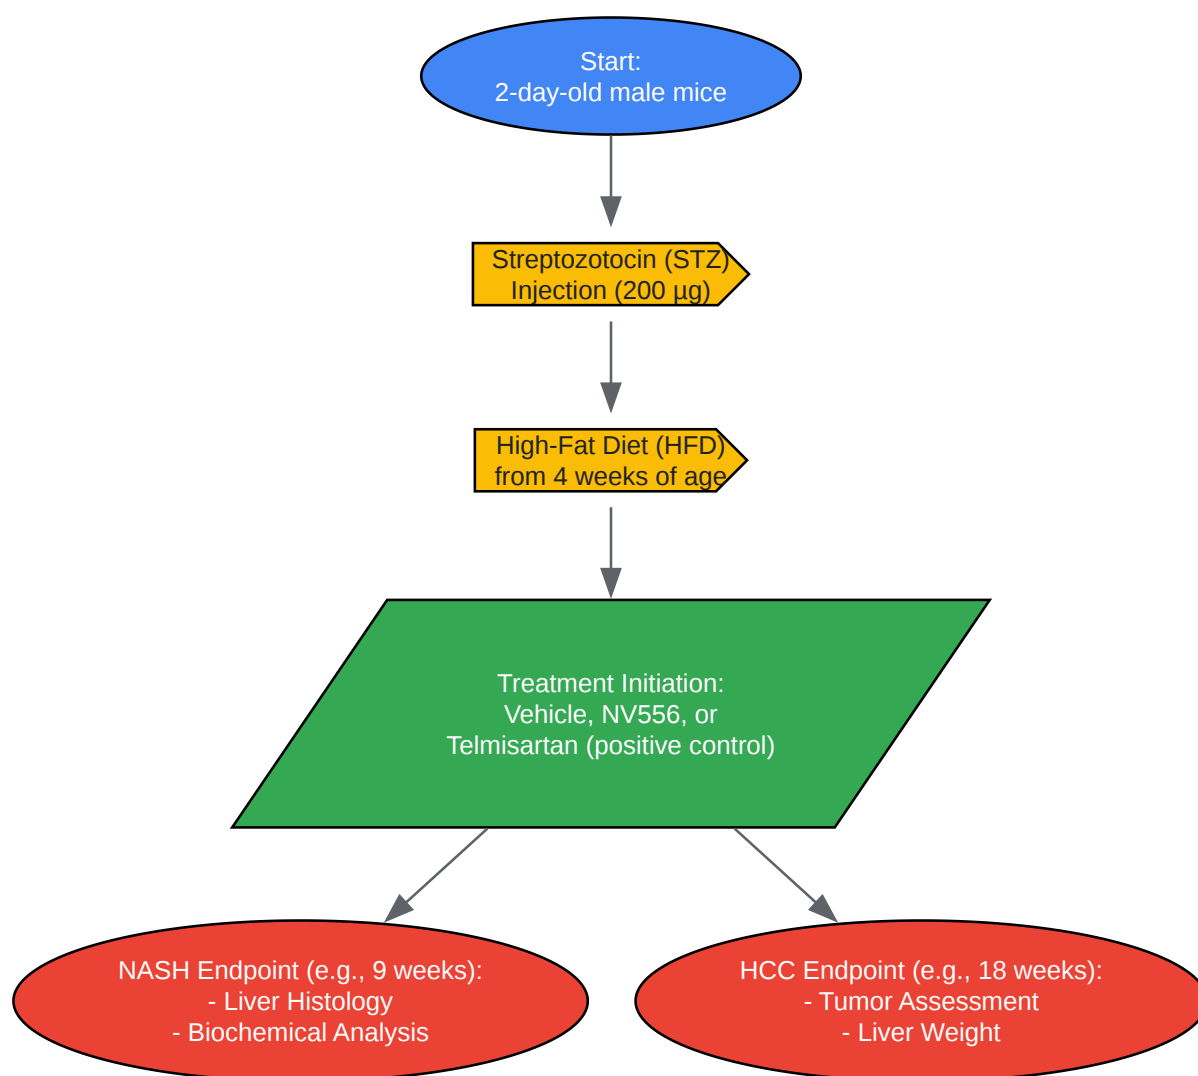 Start:
2-day-old male mice
Streptozotocin (STZ)
Injection (200 µg)
High-Fat Diet (HFD)
from 4 weeks of age
Treatment Initiation:
Vehicle, NV556, or
Telmisartan (positive control)
NASH Endpoint (e.g., 9 weeks):
- Liver Histology
- Biochemical Analysis
HCC Endpoint (e.g., 18 weeks):
- Tumor Assessment
- Liver Weight